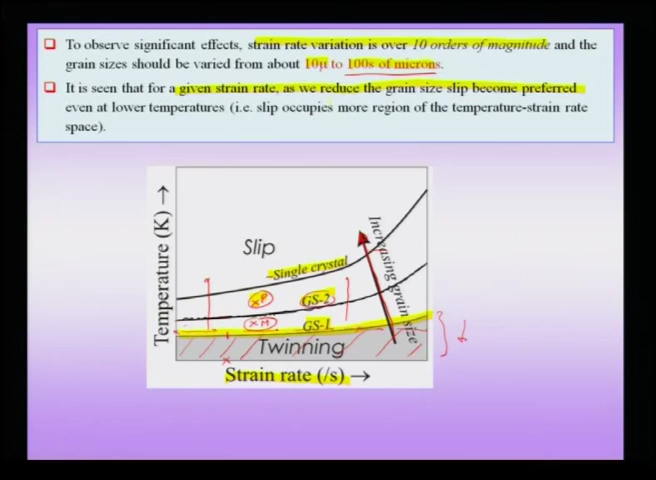 To observe significant effects, strain rate variation is over 10 orders of magnitude and the
grain sizes should be varied from about 10μ to 100s of microns.
It is seen that for a given strain rate, as we reduce the grain size slip become preferred
even at lower temperatures (i.e. slip occupies more region of the temperature-strain rate
space).
Temperature (K) →
Slip
Increasing grain size
~Single crystal
XP
GS-2
XM
GS-1
Twinning
Strain rate (/s) →